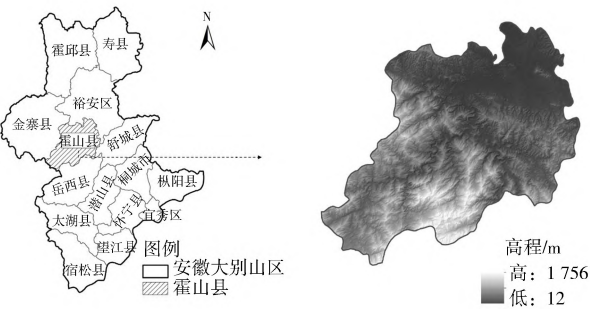 N
霍邱县
寿县
裕安区
金寨县
霍山县
舒城县
桐城市
岳西县
潜山县
枞阳县
怀宁县
宜秀区
太湖县
望江县
宿松县
图例
安徽大别山区
霍山县
高程/m
高：1 756
低：12